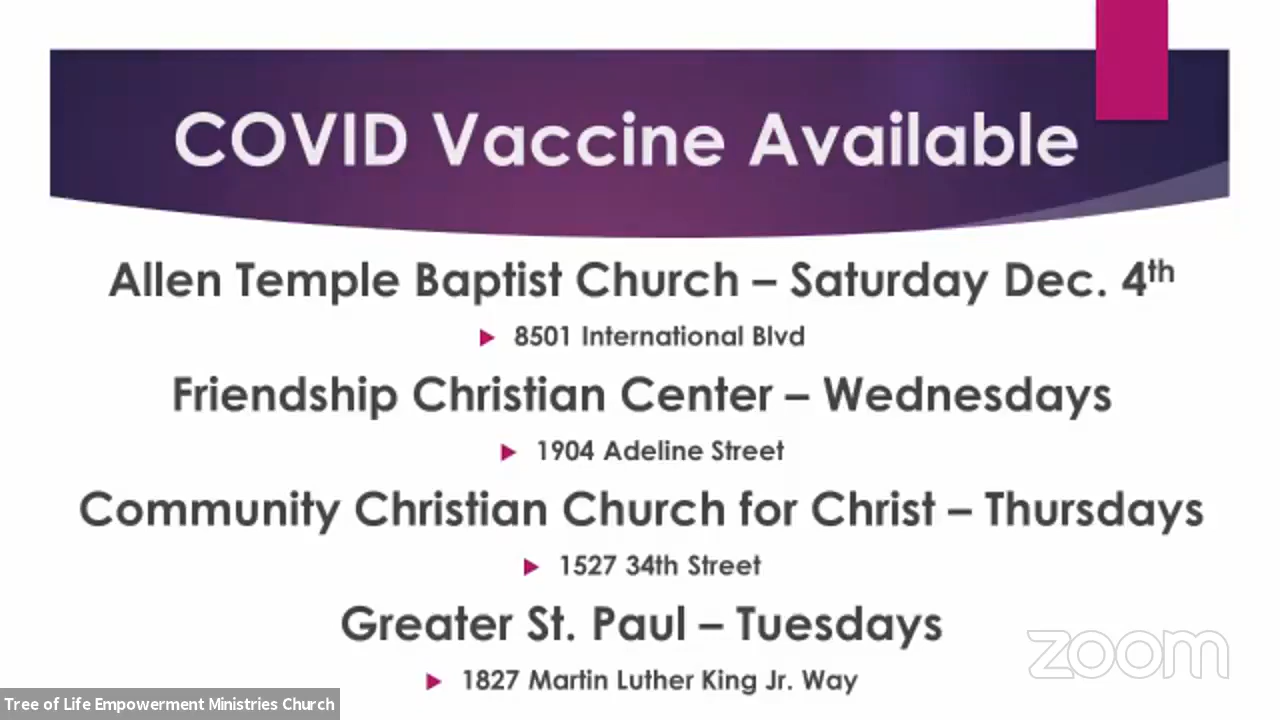 COVID Vaccine Available
Allen Temple Baptist Church – Saturday Dec. 4th
8501 International Blvd
Friendship Christian Center – Wednesdays
1904 Adeline Street
Community Christian Church for Christ – Thursdays
1527 34th Street
Greater St. Paul – Tuesdays
1827 Martin Luther King Jr. Way
zoom
Tree of Life Empowerment Ministries Church